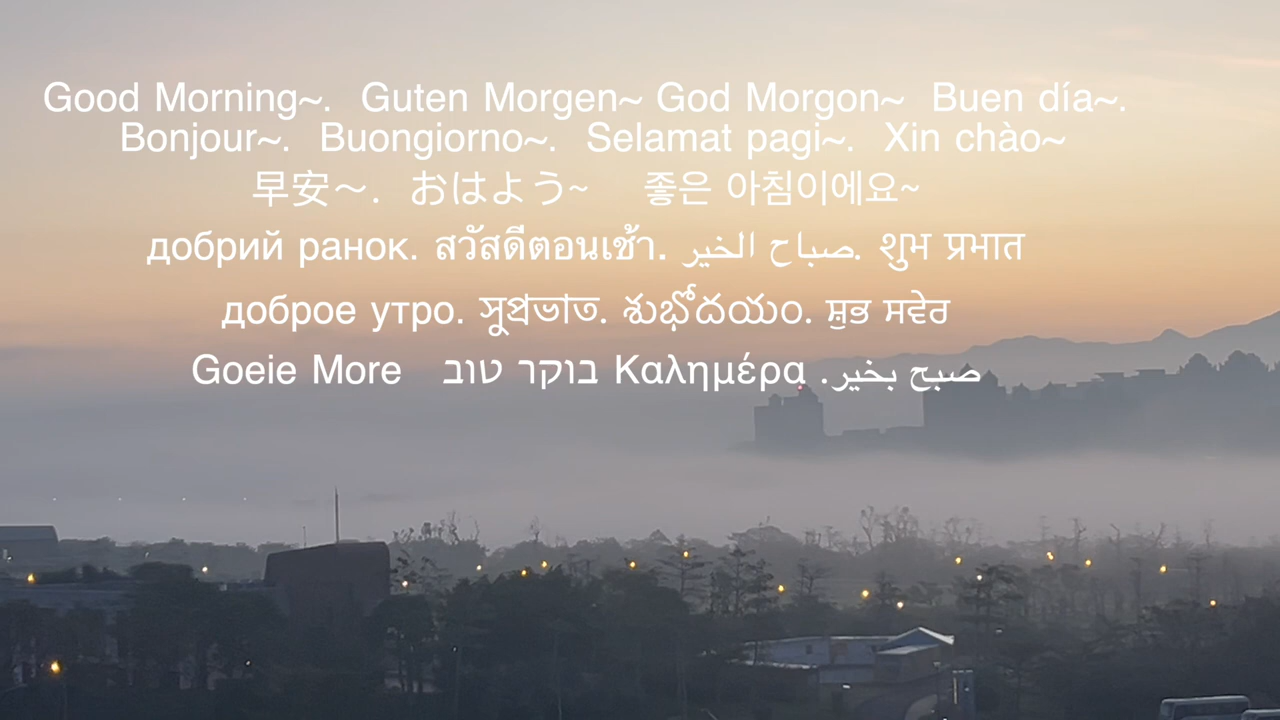 Good Morning~. Guten Morgen~ God Morgon~ Buen día~.
Bonjour~. Buongiorno~. Selamat pagi~. Xin chào~
早安～. おはよう~ 좋은 아침이에요~
добрий ранок. สวัสดีตอนเช้า. صباح الخير. शुभ प्रभात
доброе утро. সুপ্রভাত. శుభోదయం. ਸ਼ੁਭ ਸਵੇਰ
Goeie More בוקר טוב Καλημέρα صبح بخير.